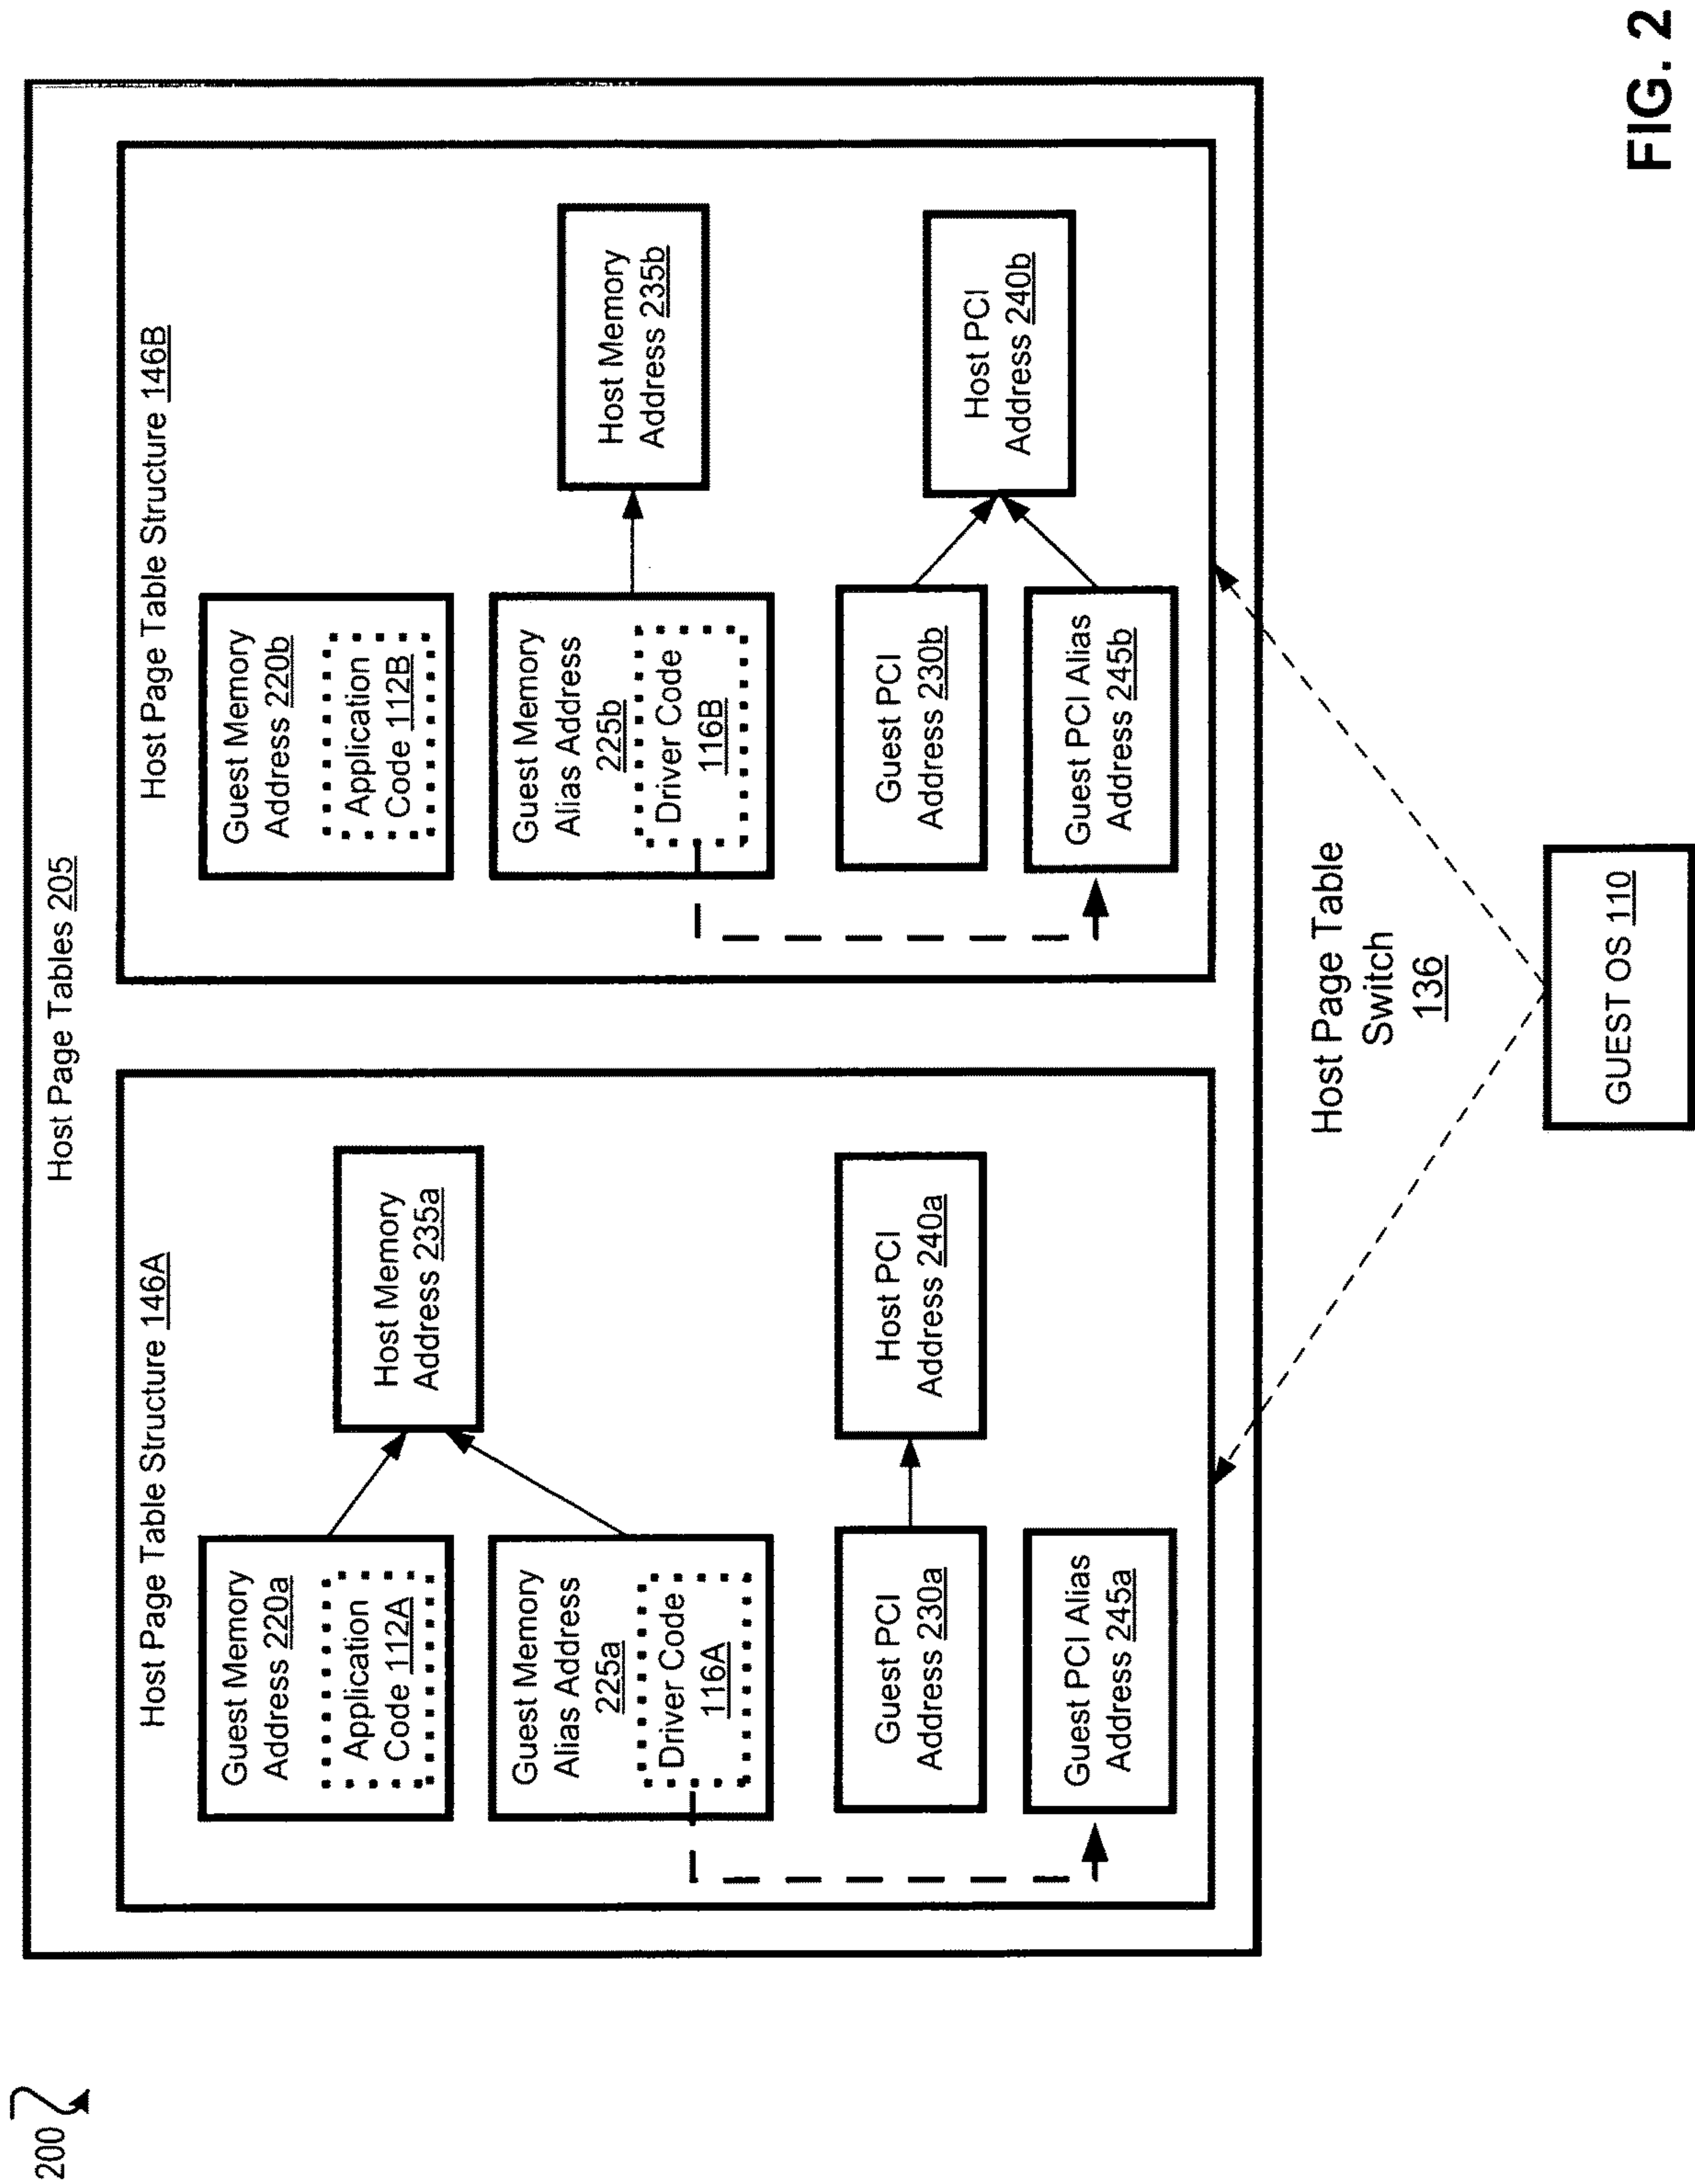 200
Host Page Tables 205
Host Page Table Structure 146A
Guest Memory
Address 220a
Application
Code 112A
Guest Memory
Alias Address
225a
Driver Code
116A
Host Memory
Address 235a
Guest PCI
Address 230a
Host PCI
Address 240a
Guest PCI Alias
Address 245a
Host Page Table Structure 146B
Guest Memory
Address 220b
Application
Code 112B
Guest Memory
Alias Address
225b
Driver Code
116B
Host Memory
Address 235b
Guest PCI
Address 230b
Host PCI
Address 240b
Guest PCI Alias
Address 245b
Host Page Table
Switch
136
GUEST OS 110
FIG. 2